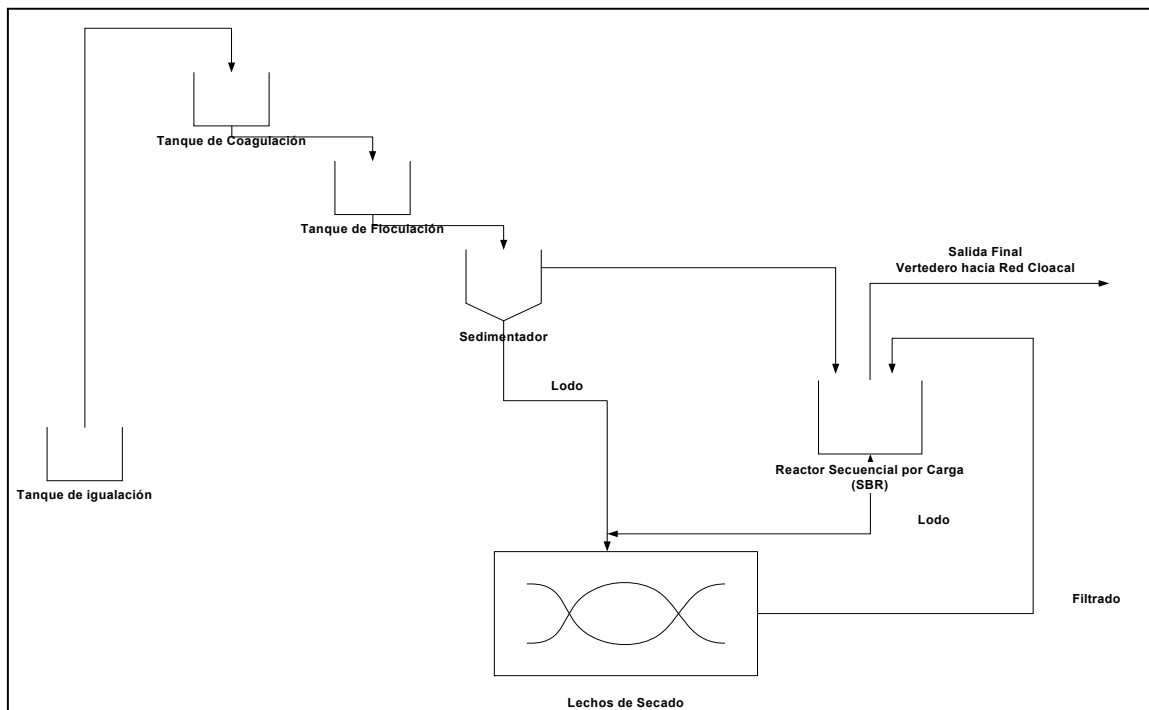 Tanque de Coagulación
Tanque de Floculación
Salida Final
Vertedero hacia Red Cloacal
Sedimentador
Lodo
Reactor Secuencial por Carga
(SBR)
Tanque de igualación
Lodo
Filtrado
Lechos de Secado